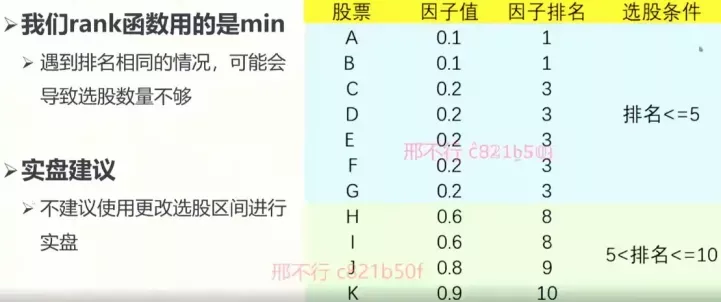 我们rank函数用的是min
遇到排名相同的情况，可能会
导致选股数量不够
实盘建议
不建议使用更改选股区间进行
实盘
股票 因子值 因子排名 选股条件
A 0.1 1
B 0.1 1
C 0.2 3
D 0.2 3 排名<=5
E 0.2 3
F 0.2 3
G 0.2 3
H 0.6 8
I 0.6 8 5<排名<=10
J 0.8 9
K 0.9 10
邢不行
邢不行 c821b50f